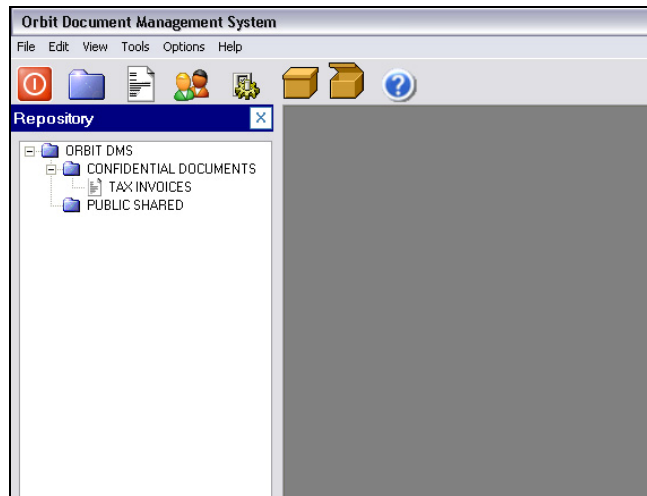 Orbit Document Management System
File Edit View Tools Options Help
Repository
ORBIT DMS
CONFIDENTIAL DOCUMENTS
TAX INVOICES
PUBLIC SHARED